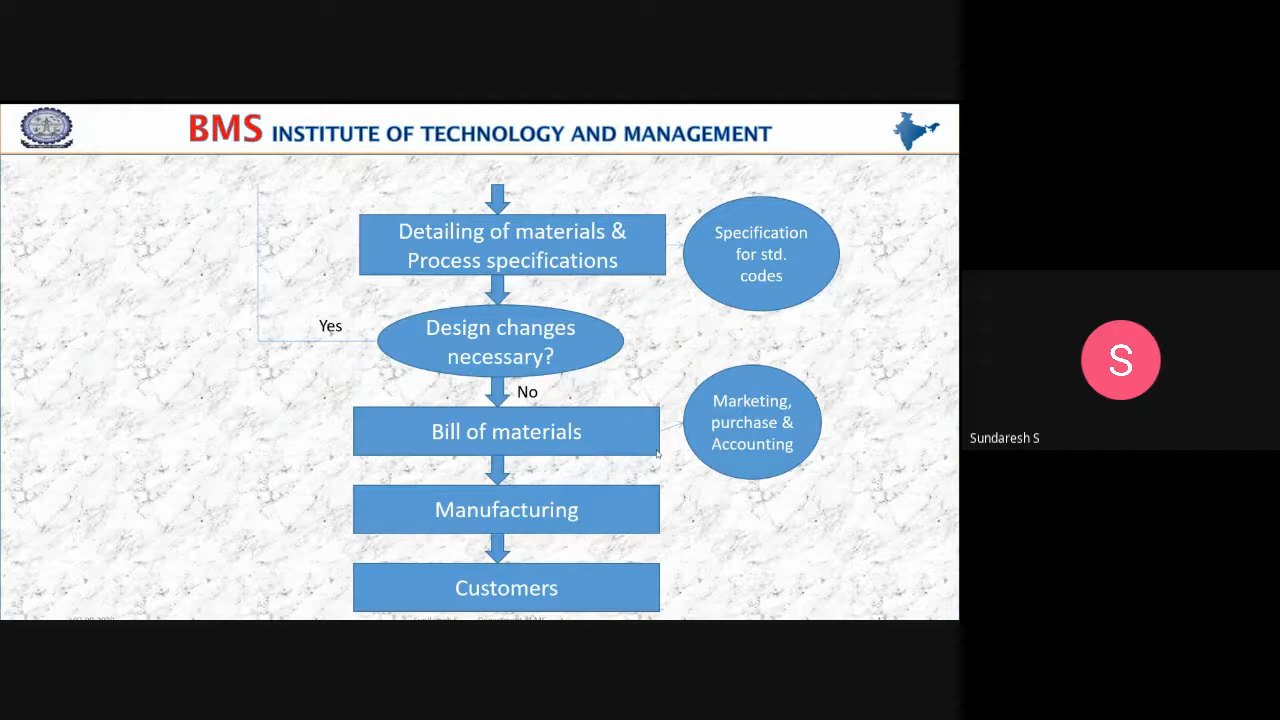 BMS INSTITUTE OF TECHNOLOGY AND MANAGEMENT
Detailing of materials &
Process specifications
Specification
for std.
codes
Yes
Design changes
necessary?
No
Bill of materials
Marketing,
purchase &
Accounting
Manufacturing
Customers
S
Sundaresh S